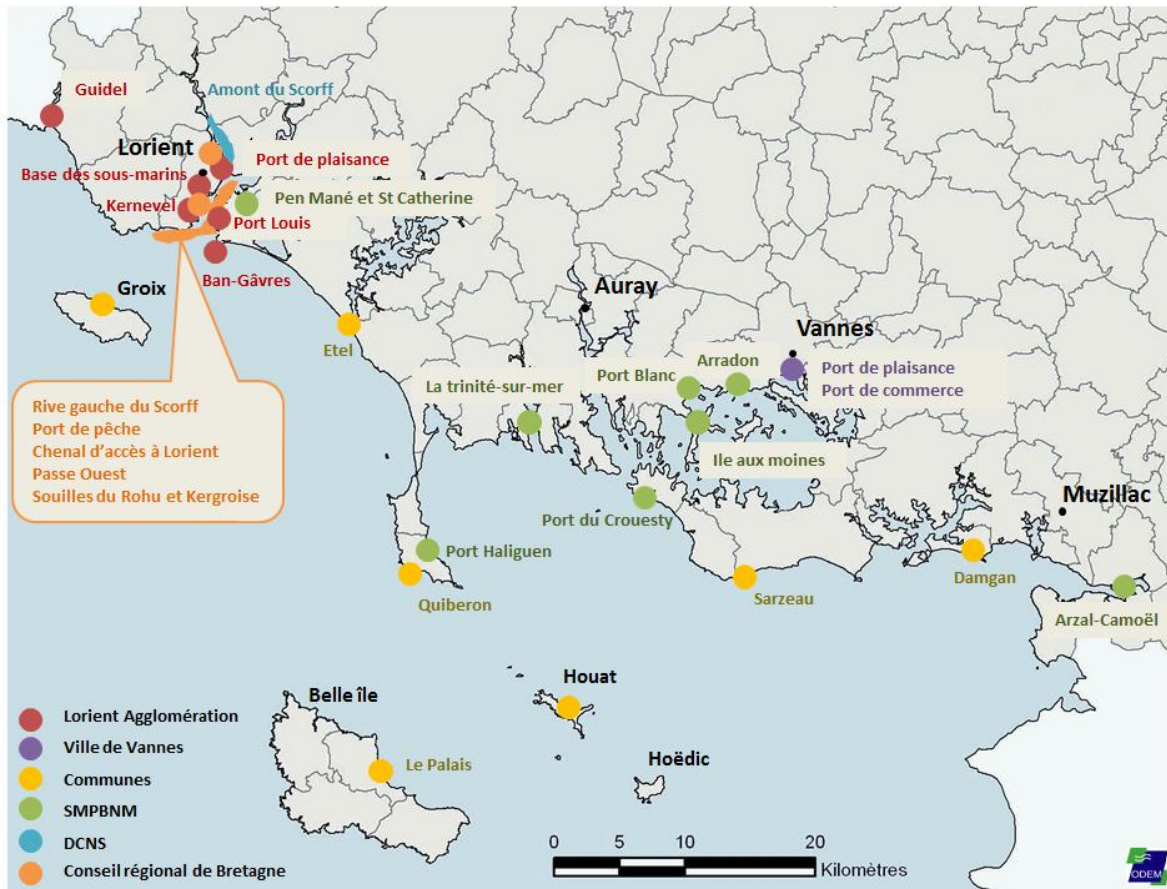 Guidel
Amont du Scorff
Lorient
Port de plaisance
Base des sous-marins
Pen Mané et St Catherine
Kernevel
Port Louis
Ban-Gâvres
Groix
Auray
Vannes
Etel
Arradon
Port de plaisance
Port Blanc
La trinité-sur-mer
Port de commerce
Rive gauche du Scorff
Port de pêche
Chenal d'accès à Lorient
Passe Ouest
Souilles du Rohu et Kergroise
Ile aux moines
Muzillac
Port du Crouesty
Port Haliguen
Damgan
Quiberon
Sarzeau
Arzal-Camoël
Belle île
Houat
Hoëdic
Le Palais
Lorient Agglomération
Ville de Vannes
Communes
SMPBNM
DCNS
Conseil régional de Bretagne
0 5 10 20
Kilomètres
ODEM